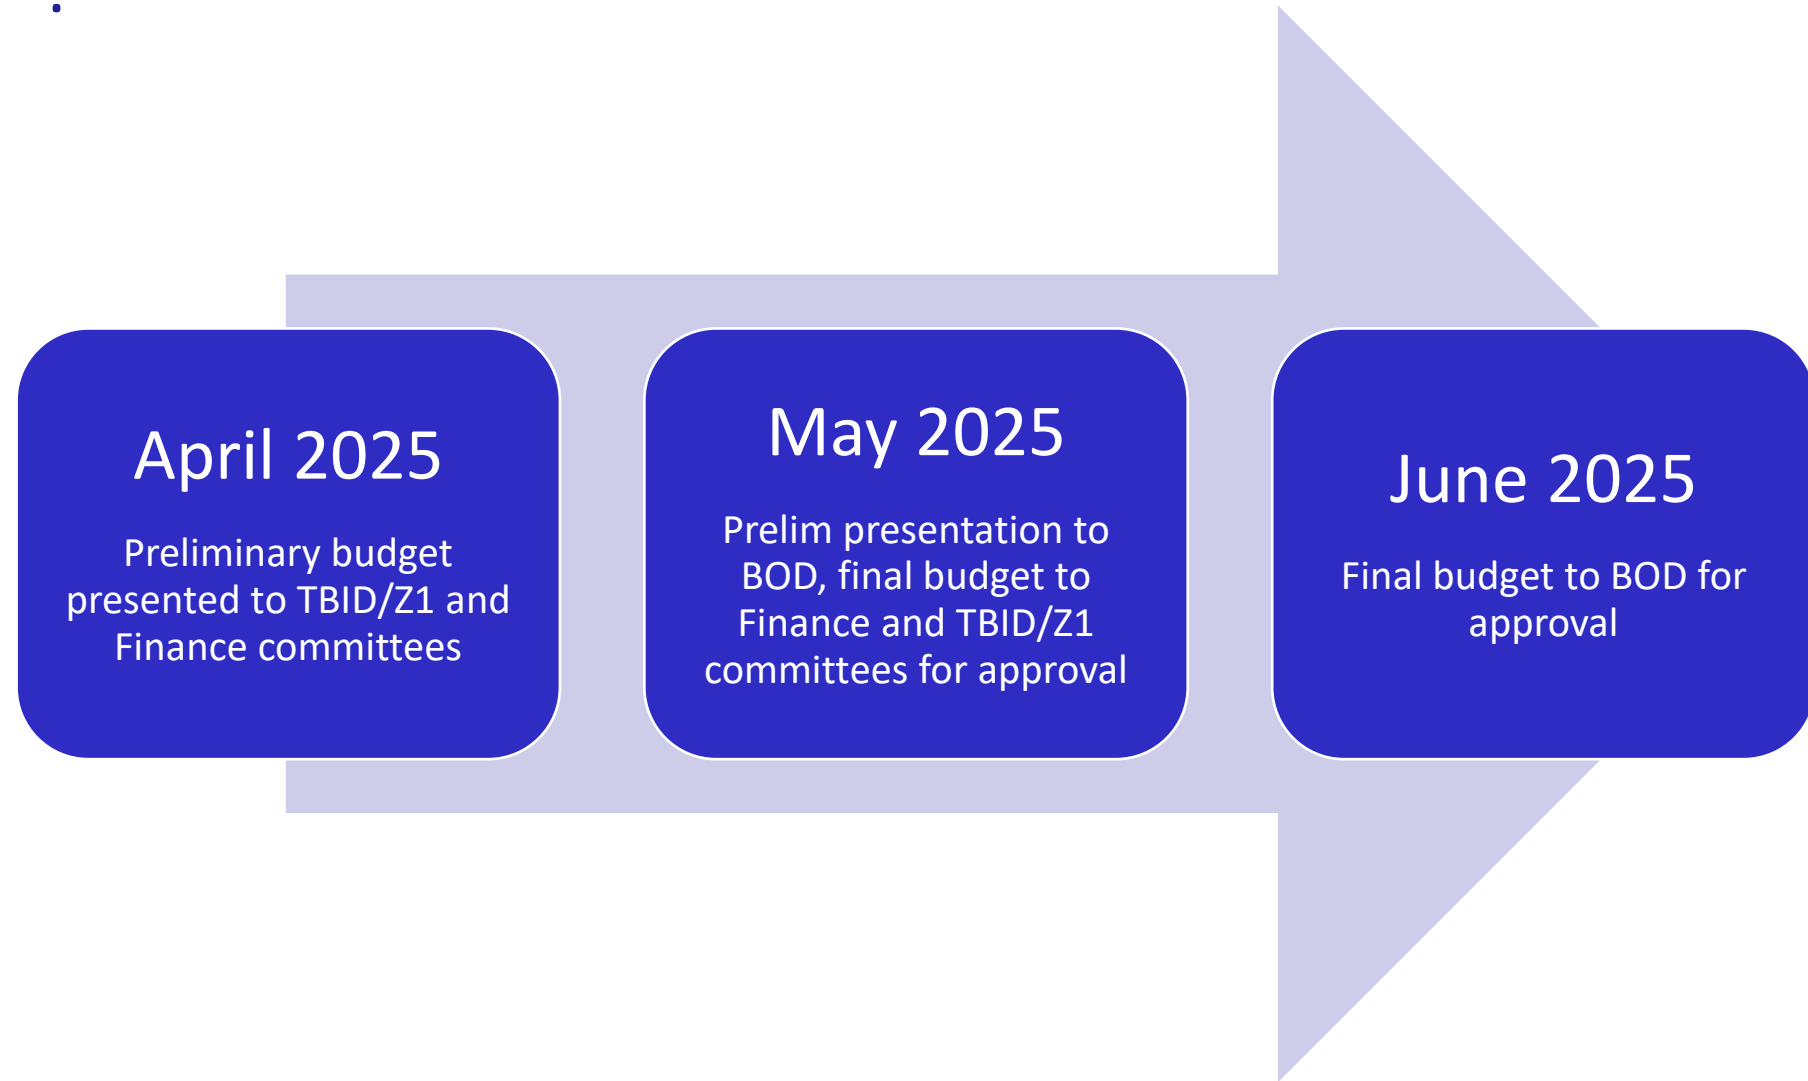 April 2025
Preliminary budget
presented to TBID/Z1 and
Finance committees
May 2025
Prelim presentation to
BOD, final budget to
Finance and TBID/Z1
committees for approval
June 2025
Final budget to BOD for
approval